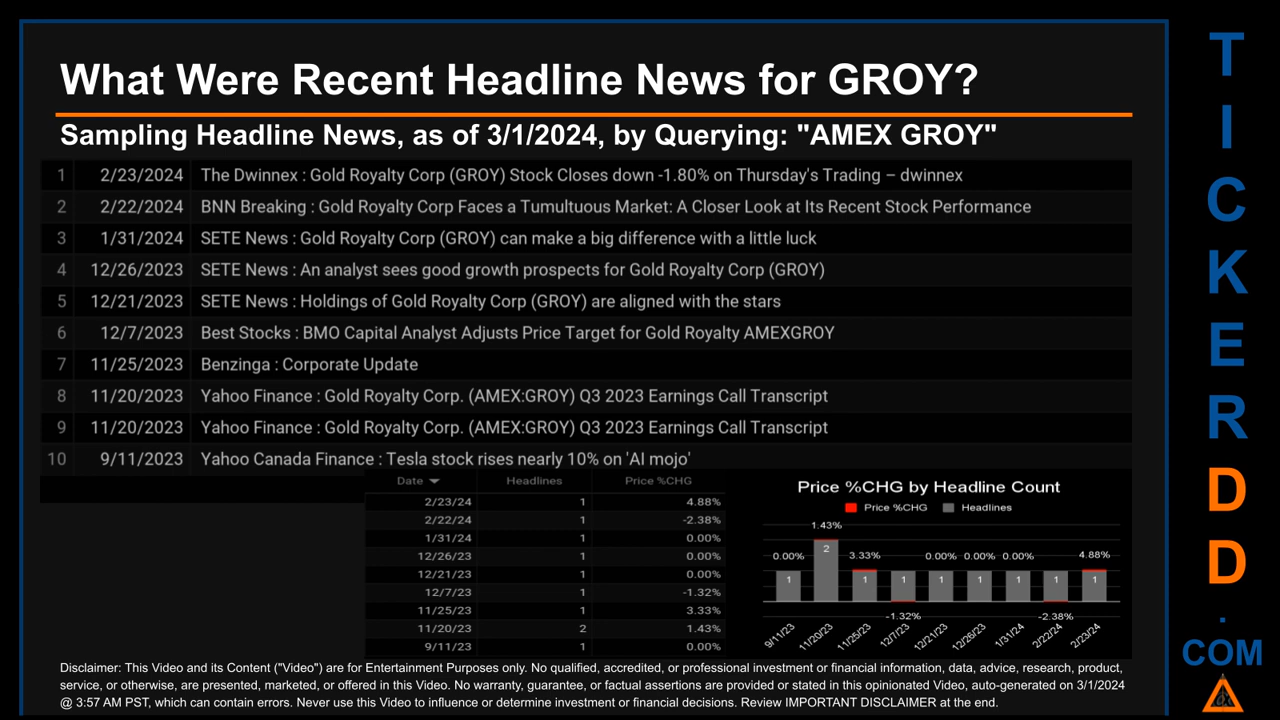 What Were Recent Headline News for GROY?
Sampling Headline News, as of 3/1/2024, by Querying: "AMEX GROY"
1 2/23/2024 The Dwinnex : Gold Royalty Corp (GROY) Stock Closes down -1.80% on Thursday's Trading – dwinnex
2 2/22/2024 BNN Breaking : Gold Royalty Corp Faces a Tumultuous Market: A Closer Look at Its Recent Stock Performance
3 1/31/2024 SETE News : Gold Royalty Corp (GROY) can make a big difference with a little luck
4 12/26/2023 SETE News : An analyst sees good growth prospects for Gold Royalty Corp (GROY)
5 12/21/2023 SETE News : Holdings of Gold Royalty Corp (GROY) are aligned with the stars
6 12/7/2023 Best Stocks : BMO Capital Analyst Adjusts Price Target for Gold Royalty AMEXGROY
7 11/25/2023 Benzinga : Corporate Update
8 11/20/2023 Yahoo Finance : Gold Royalty Corp. (AMEX:GROY) Q3 2023 Earnings Call Transcript
9 11/20/2023 Yahoo Finance : Gold Royalty Corp. (AMEX:GROY) Q3 2023 Earnings Call Transcript
10 9/11/2023 Yahoo Canada Finance : Tesla stock rises nearly 10% on 'AI mojo'
Date Headlines Price %CHG
2/23/24 1 4.88%
2/22/24 1 -2.38%
1/31/24 1 0.00%
12/26/23 1 0.00%
12/21/23 1 0.00%
12/7/23 1 -1.32%
11/25/23 1 3.33%
11/20/23 2 1.43%
9/11/23 1 0.00%
Price %CHG by Headline Count
Price %CHG Headlines
0.00% 1.43% 3.33% -1.32% 0.00% 0.00% 0.00% -2.38% 4.88%
1 2 1 1 1 1 1 1 1
9/11/23 11/20/23 11/25/23 12/7/23 12/21/23 12/26/23 1/31/24 2/22/24 2/23/24
Disclaimer: This Video and its Content ("Video") are for Entertainment Purposes only. No qualified, accredited, or professional investment or financial information, data, advice, research, product,
service, or otherwise, are presented, marketed, or offered in this Video. No warranty, guarantee, or factual assertions are provided or stated in this opinionated Video, auto-generated on 3/1/2024
@ 3:57 AM PST, which can contain errors. Never use this Video to influence or determine investment or financial decisions. Review IMPORTANT DISCLAIMER at the end.
TICKERDD.COM